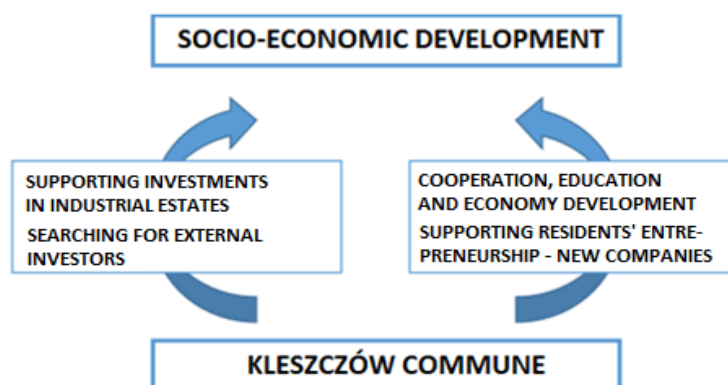 SOCIO-ECONOMIC DEVELOPMENT
SUPPORTING INVESTMENTS
IN INDUSTRIAL ESTATES
SEARCHING FOR EXTERNAL
INVESTORS
COOPERATION, EDUCATION
AND ECONOMY DEVELOPMENT
SUPPORTING RESIDENTS' ENTRE-
PRENEURSHIP - NEW COMPANIES
KLESZCZÓW COMMUNE